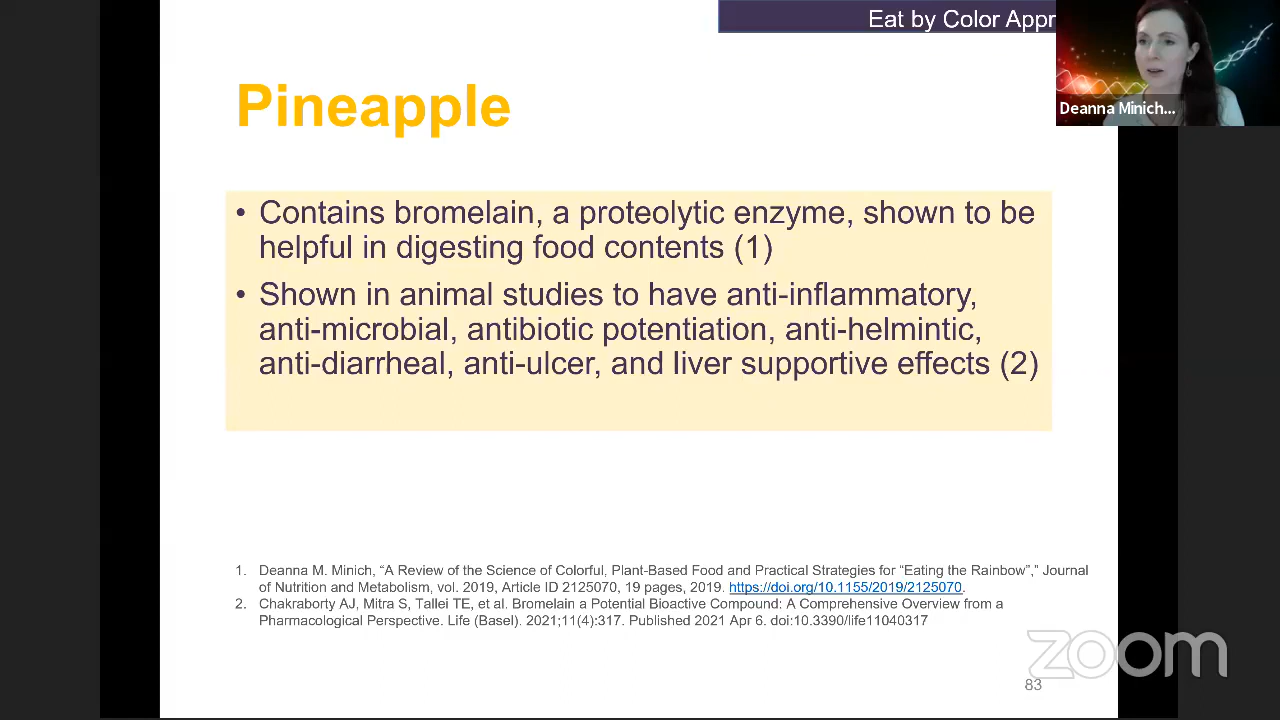 Eat by Color Appr
Deanna Minich...
Pineapple
• Contains bromelain, a proteolytic enzyme, shown to be
helpful in digesting food contents (1)
• Shown in animal studies to have anti-inflammatory,
anti-microbial, antibiotic potentiation, anti-helmintic,
anti-diarrheal, anti-ulcer, and liver supportive effects (2)
1. Deanna M. Minich, “A Review of the Science of Colorful, Plant-Based Food and Practical Strategies for “Eating the Rainbow”,” Journal
of Nutrition and Metabolism, vol. 2019, Article ID 2125070, 19 pages, 2019. https://doi.org/10.1155/2019/2125070.
2. Chakraborty AJ, Mitra S, Tallei TE, et al. Bromelain a Potential Bioactive Compound: A Comprehensive Overview from a
Pharmacological Perspective. Life (Basel). 2021;11(4):317. Published 2021 Apr 6. doi:10.3390/life11040317
zoom
83